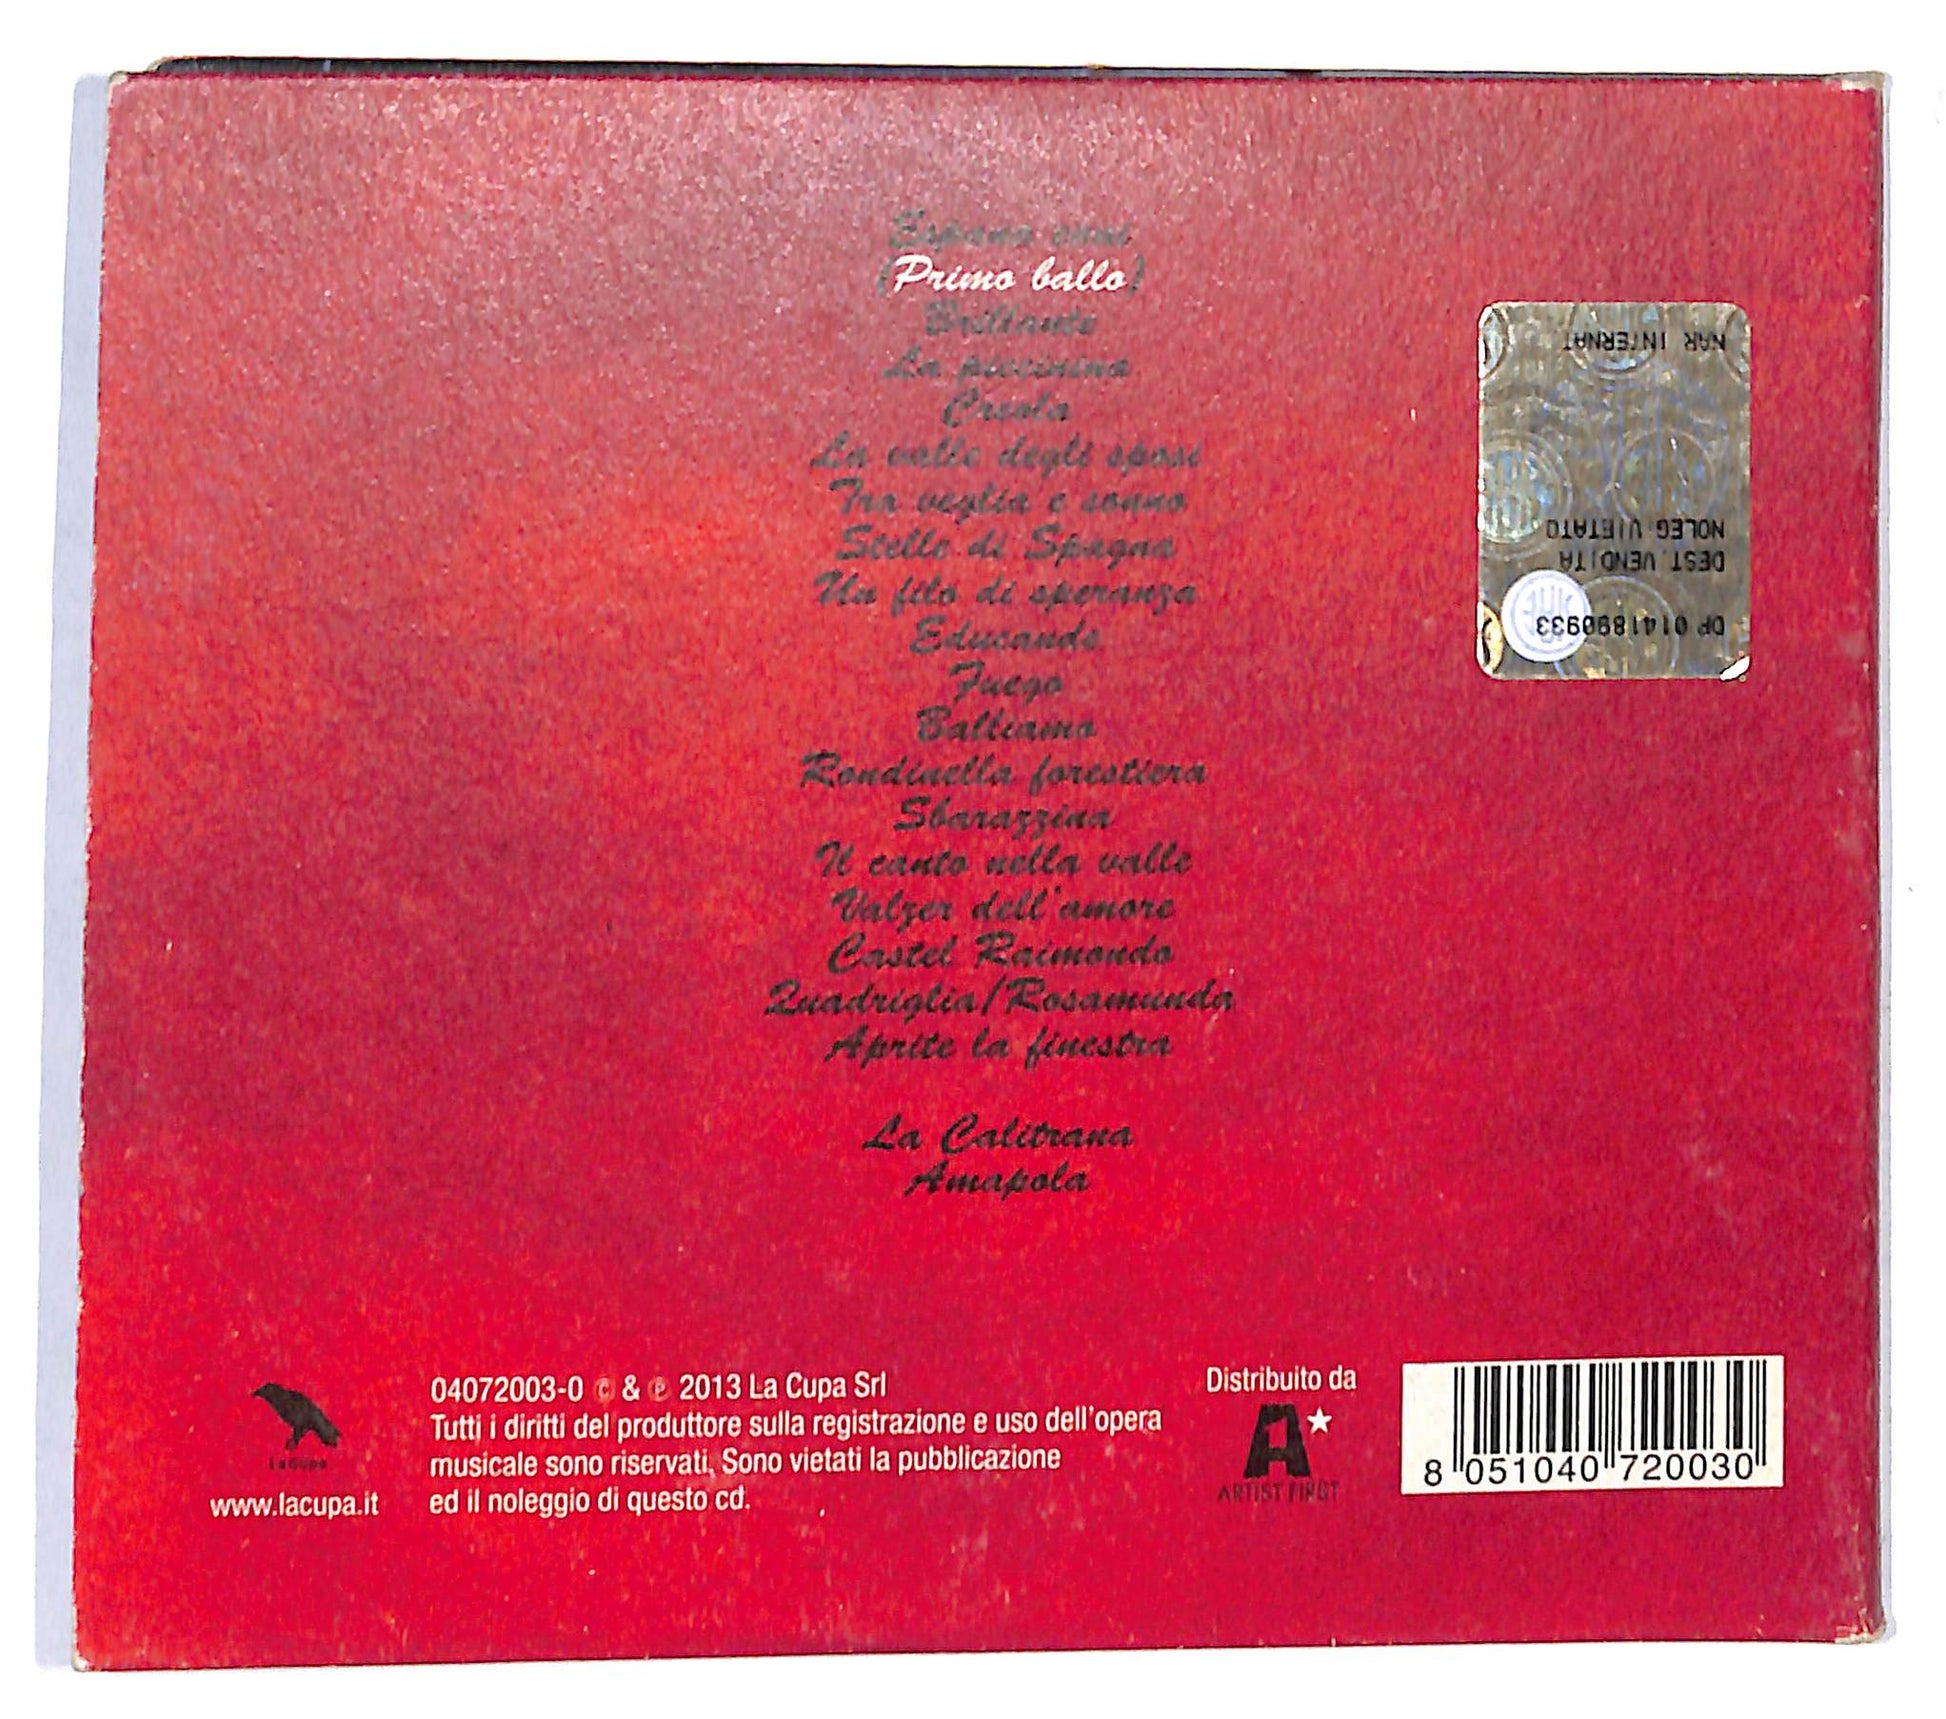 Espana cani
(Primo ballo)
Brillante
La piccinina
Creola
La valle degli sposi
Tra veglia e sonno
Stelle di Spagna
Un filo di speranza
Educande
Fuego
Balliamo
Rondinella forestiera
Sbarazzina
Il canto nella valle
Valzer dell'amore
Castel Raimondo
Quadriglia/Rosamunda
Aprite la finestra
La Calitrana
Amapola
NAR INTERNAT
NOLEG.VIETATO
DEST.VENDITA
DP 0141890933
La Cupa
www.lacupa.it
04072003-0 © & ℗ 2013 La Cupa Srl
Tutti i diritti del produttore sulla registrazione e uso dell'opera
musicale sono riservati, Sono vietati la pubblicazione
ed il noleggio di questo cd.
Distribuito da
A
ARTIST FIRST
8 051040 720030